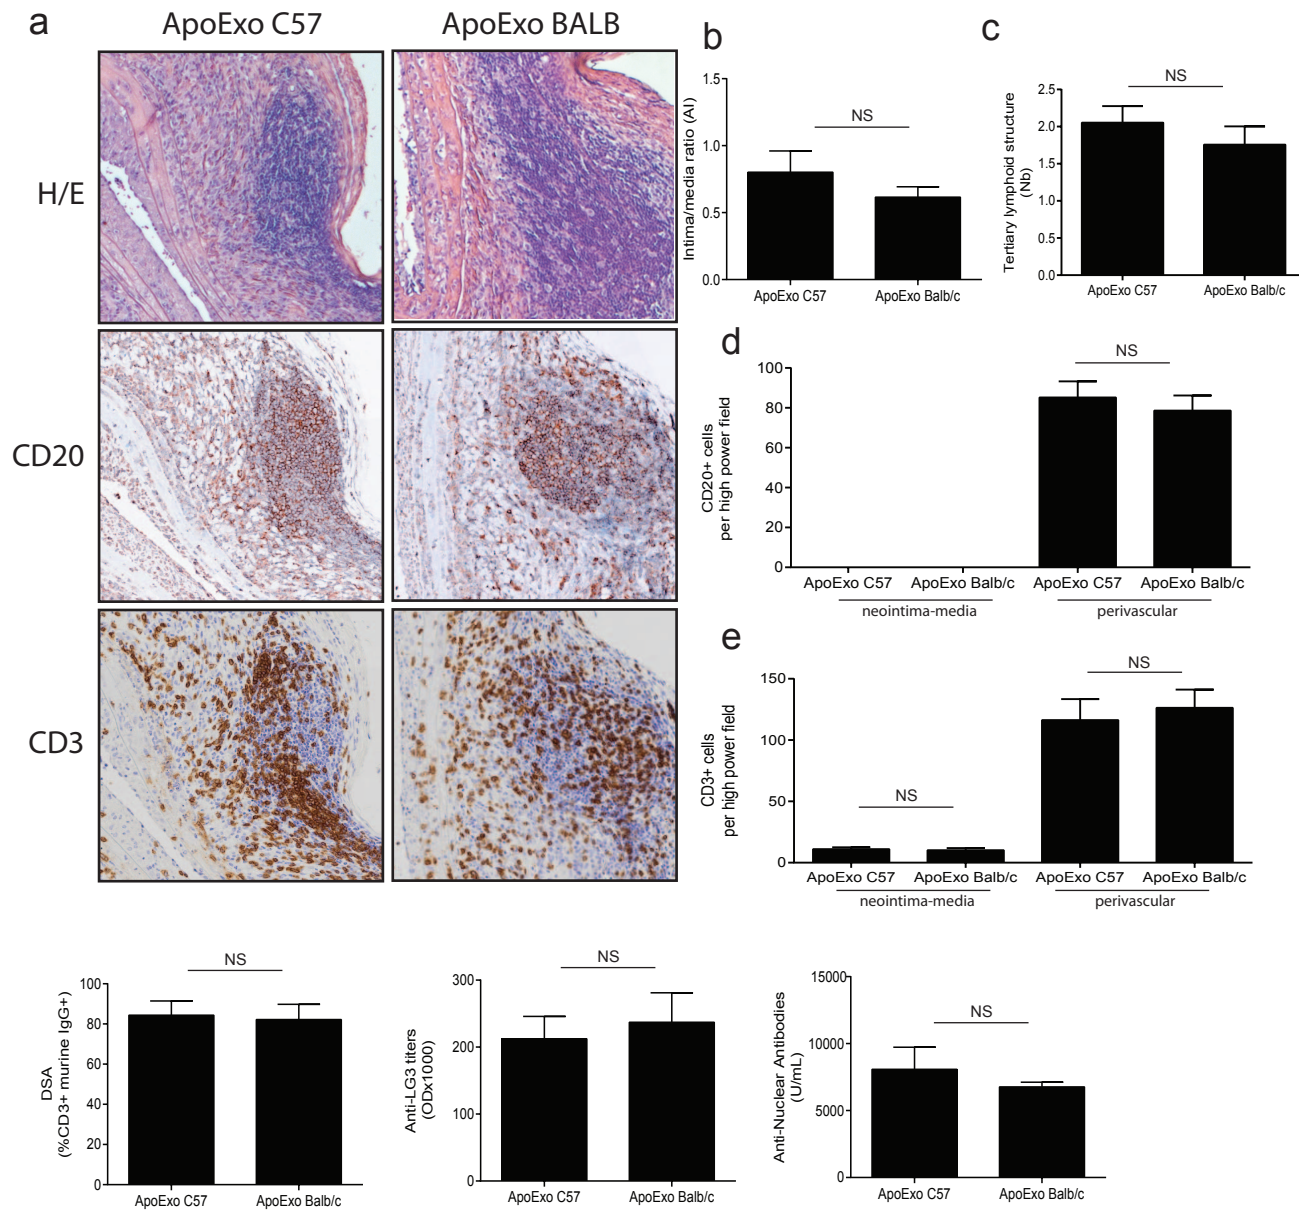 a
ApoExo C57
ApoExo BALB
H/E
CD20
CD3
b
Intima/media ratio (AI)
1.5
1.0
0.5
0.0
NS
ApoExo C57
ApoExo Balb/c
c
Tertiary lymphoid structure
(Nb)
2.5
2.0
1.5
1.0
0.5
0.0
NS
ApoExo C57
ApoExo Balb/c
d
CD20+ cells
per high power field
100
80
60
40
20
0
NS
ApoExo C57
ApoExo Balb/c
ApoExo C57
ApoExo Balb/c
neointima-media
perivascular
e
CD3+ cells
per high power field
150
100
50
0
NS
NS
ApoExo C57
ApoExo Balb/c
ApoExo C57
ApoExo Balb/c
neointima-media
perivascular
DSA
(%CD3+ murine IgG+)
100
80
60
40
20
0
NS
ApoExo C57
ApoExo Balb/c
Anti-LG3 titers
(ODx1000)
300
200
100
0
NS
ApoExo C57
ApoExo Balb/c
Anti-Nuclear Antibodies
(U/mL)
15000
10000
5000
0
NS
ApoExo C57
ApoExo Balb/c